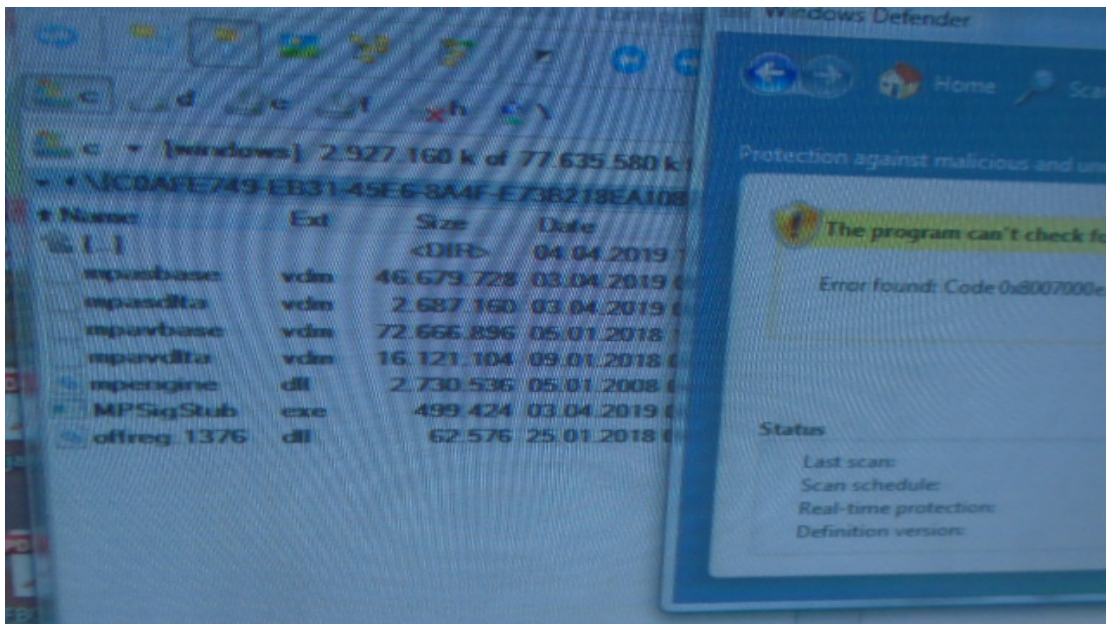 Windows Defender
Home Sca
c d e f h \
c [windows] 2.927.160 k of 77.635.580 k
Protection against malicious and un
Name Ext Size Date
[..] <DIR> 04.04.2019
mpasbase vdm 46.679.728 03.04.2019
mpasdlta vdm 2.687.160 03.04.2019
mpavbase vdm 72.666.896 05.01.2018
mpavdlta vdm 16.121.104 09.01.2018
mpengine dll 2.730.536 05.01.2008
MPSigStub exe 499.424 03.04.2019
offreg.1376 dll 62.576 25.01.2018
The program can't check fo
Error found: Code 0x8007000e
Status
Last scan:
Scan schedule:
Real-time protection:
Definition version: